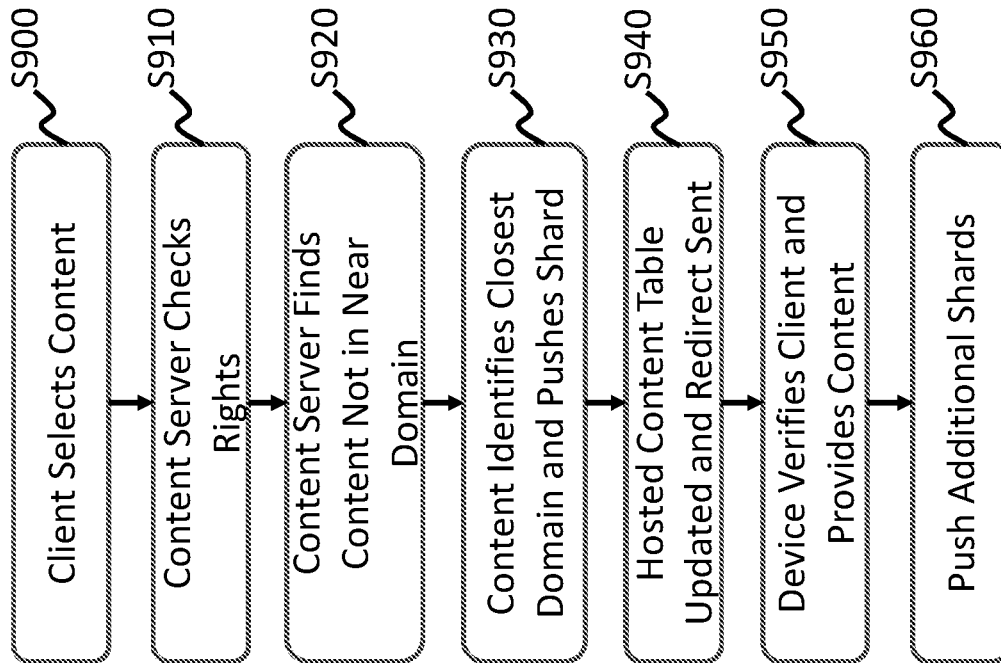 S900
Client Selects Content
S910
Content Server Checks
Rights
S920
Content Server Finds
Content Not in Near
Domain
S930
Content Identifies Closest
Domain and Pushes Shard
S940
Hosted Content Table
Updated and Redirect Sent
S950
Device Verifies Client and
Provides Content
S960
Push Additional Shards